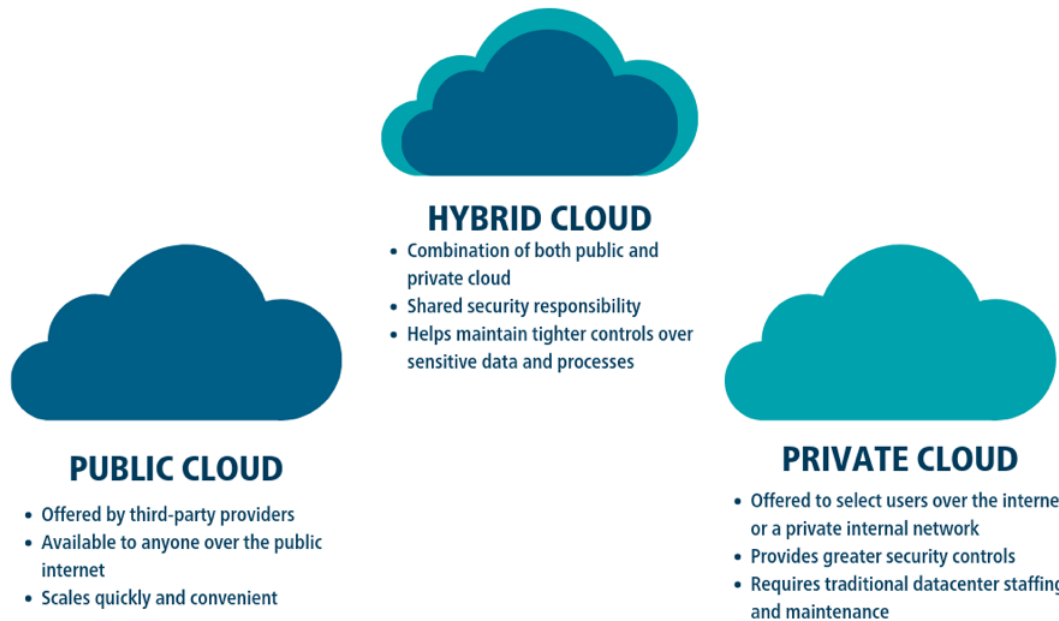 HYBRID CLOUD
• Combination of both public and
private cloud
• Shared security responsibility
• Helps maintain tighter controls over
sensitive data and processes
PUBLIC CLOUD
• Offered by third-party providers
• Available to anyone over the public
internet
• Scales quickly and convenient
PRIVATE CLOUD
• Offered to select users over the interne
or a private internal network
• Provides greater security controls
• Requires traditional datacenter staffing
and maintenance